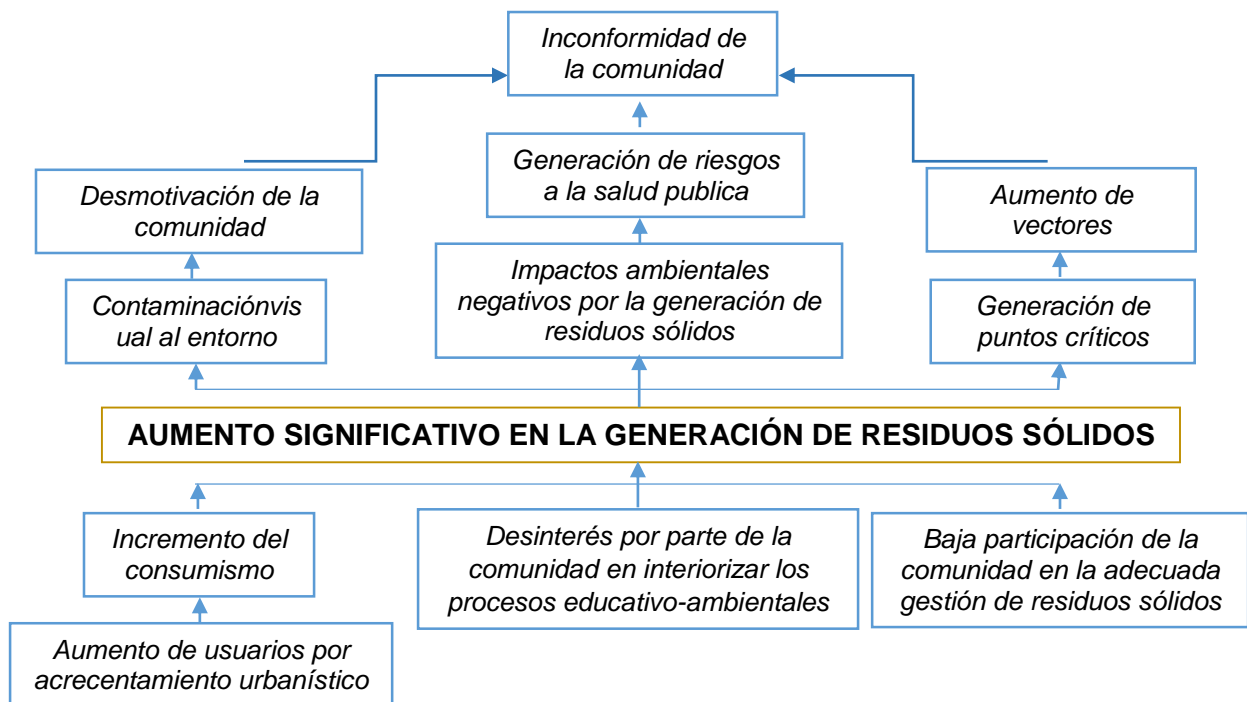 Inconformidad de
la comunidad
Generación de riesgos
a la salud publica
Desmotivación de la
comunidad
Aumento de
vectores
Impactos ambientales
negativos por la generación de
residuos sólidos
Contaminaciónvis
ual al entorno
Generación de
puntos críticos
AUMENTO SIGNIFICATIVO EN LA GENERACIÓN DE RESIDUOS SÓLIDOS
Incremento del
consumismo
Desinterés por parte de la
comunidad en interiorizar los
procesos educativo-ambientales
Baja participación de la
comunidad en la adecuada
gestión de residuos sólidos
Aumento de usuarios por
acrecentamiento urbanístico